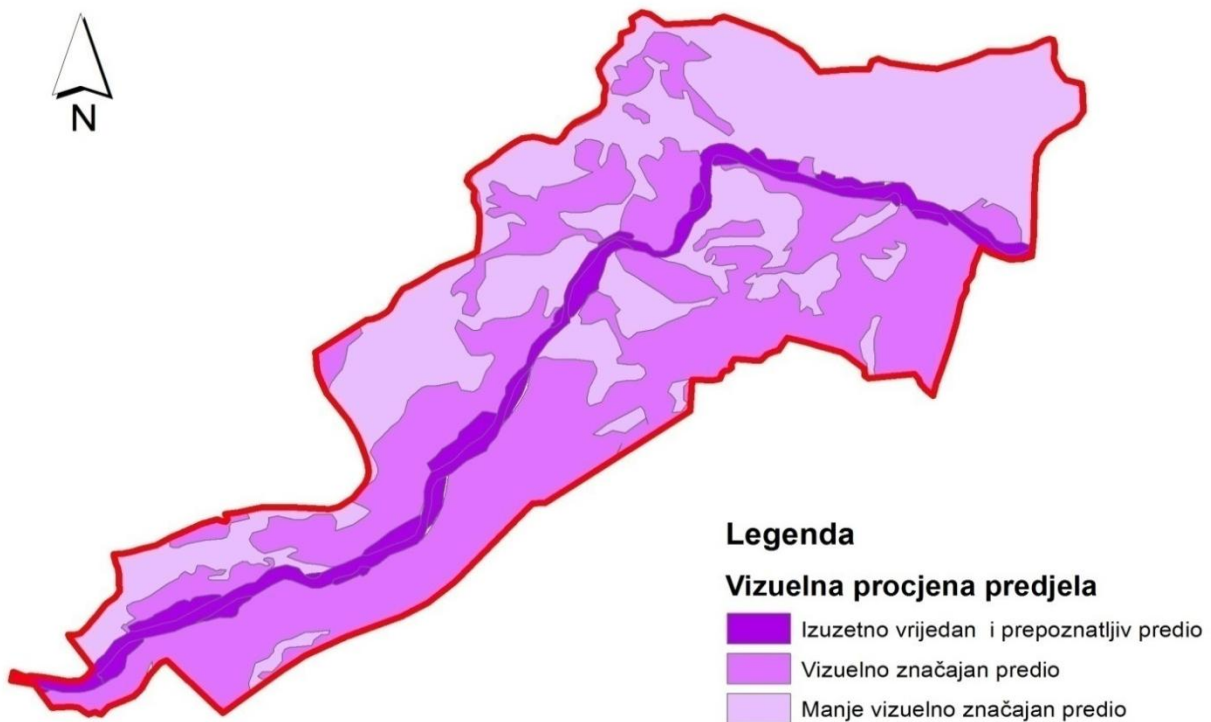 N
Legenda
Vizuelna procjena predjela
Izuzetno vrijedan i prepoznatljiv predio
Vizuelno značajan predio
Manje vizuelno značajan predio